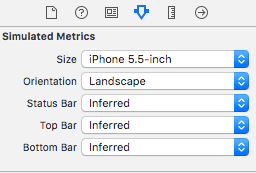 Simulated Metrics
Size iPhone 5.5-inch
Orientation Landscape
Status Bar Inferred
Top Bar Inferred
Bottom Bar Inferred